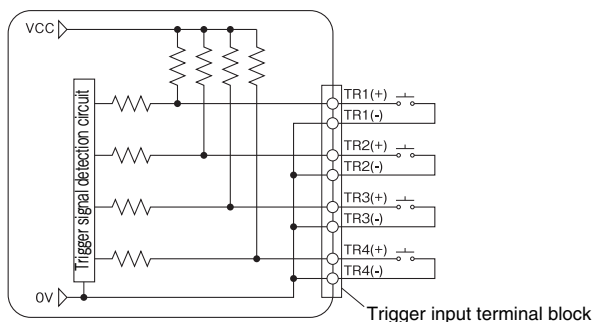 VCC
Trigger signal detection circuit
TR1(+)
TR1(-)
TR2(+)
TR2(-)
TR3(+)
TR3(-)
TR4(+)
TR4(-)
0V
Trigger input terminal block